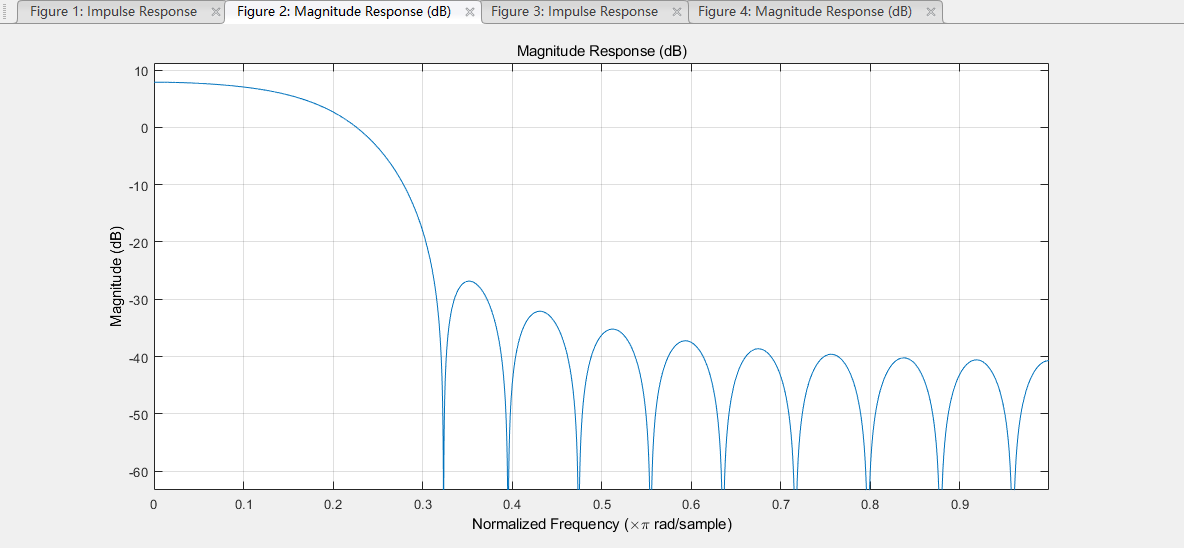 Figure 1: Impulse Response
Figure 2: Magnitude Response (dB)
Figure 3: Impulse Response
Figure 4: Magnitude Response (dB)
Magnitude Response (dB)
10
0
-10
-20
-30
-40
-50
-60
Magnitude (dB)
0 0.1 0.2 0.3 0.4 0.5 0.6 0.7 0.8 0.9
Normalized Frequency (×π rad/sample)